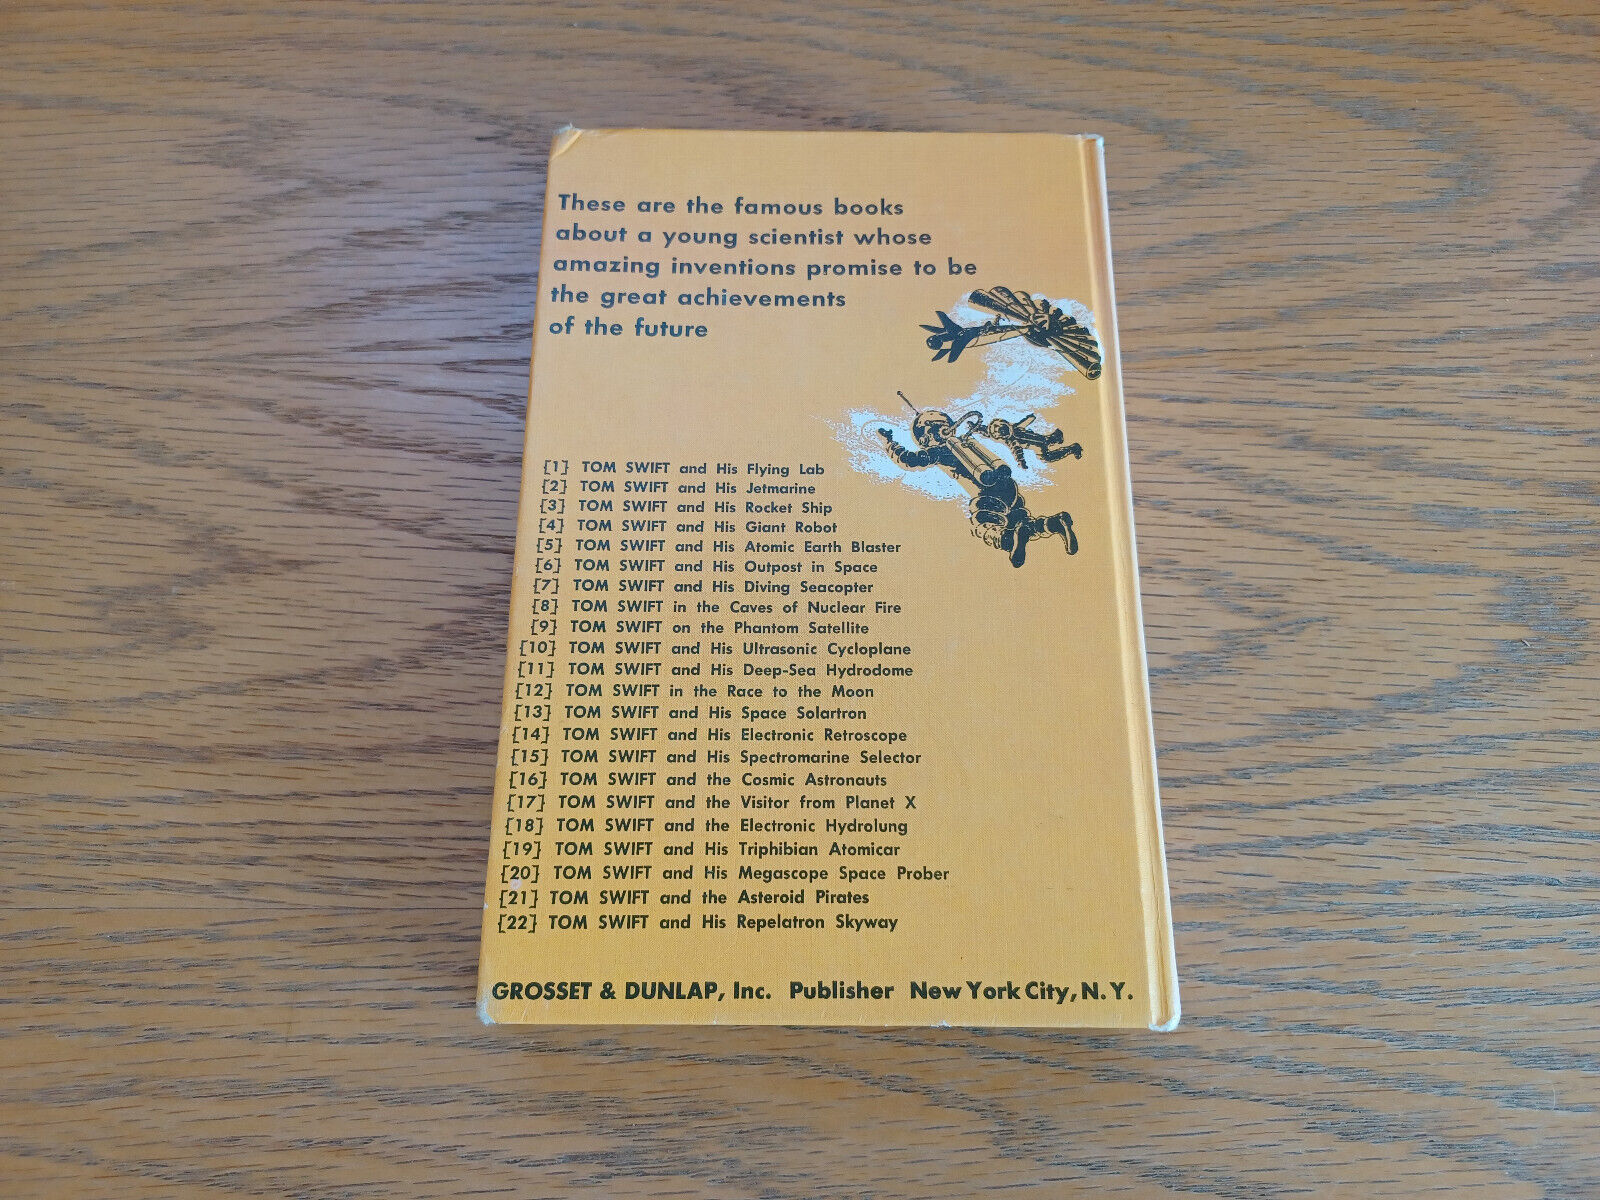 These are the famous books
about a young scientist whose
amazing inventions promise to be
the great achievements
of the future
{1} TOM SWIFT and His Flying Lab
{2} TOM SWIFT and His Jetmarine
{3} TOM SWIFT and His Rocket Ship
{4} TOM SWIFT and His Giant Robot
{5} TOM SWIFT and His Atomic Earth Blaster
{6} TOM SWIFT and His Outpost in Space
{7} TOM SWIFT and His Diving Seacopter
{8} TOM SWIFT in the Caves of Nuclear Fire
{9} TOM SWIFT on the Phantom Satellite
{10} TOM SWIFT and His Ultrasonic Cycloplane
{11} TOM SWIFT and His Deep-Sea Hydrodome
{12} TOM SWIFT in the Race to the Moon
{13} TOM SWIFT and His Space Solartron
{14} TOM SWIFT and His Electronic Retroscope
{15} TOM SWIFT and His Spectromarine Selector
{16} TOM SWIFT and the Cosmic Astronauts
{17} TOM SWIFT and the Visitor from Planet X
{18} TOM SWIFT and the Electronic Hydrolung
{19} TOM SWIFT and His Triphibian Atomicar
{20} TOM SWIFT and His Megascope Space Prober
{21} TOM SWIFT and the Asteroid Pirates
{22} TOM SWIFT and His Repelatron Skyway
GROSSET & DUNLAP, Inc. Publisher New York City, N. Y.